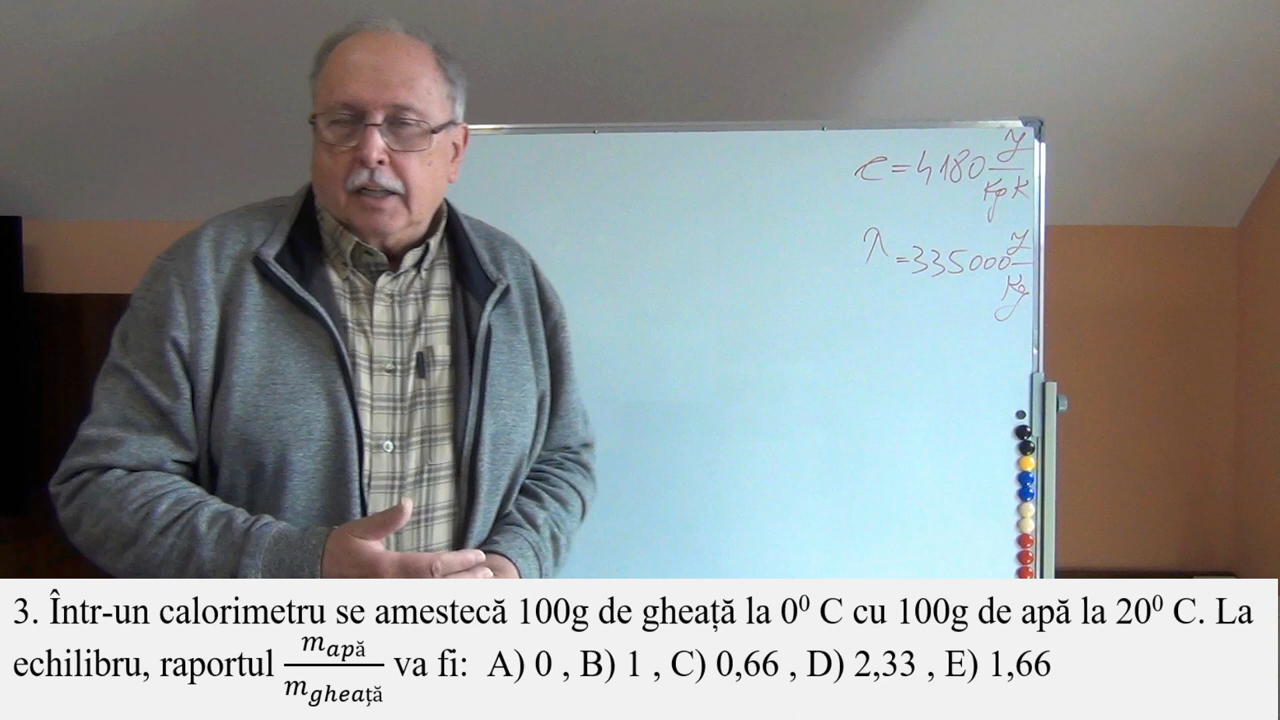 c=4180 J/Kg K
λ=335000 J/Kg
3. Într-un calorimetru se amestecă 100g de gheață la 0⁰ C cu 100g de apă la 20⁰ C. La
echilibru, raportul m_apă/m_gheață va fi: A) 0 , B) 1 , C) 0,66 , D) 2,33 , E) 1,66